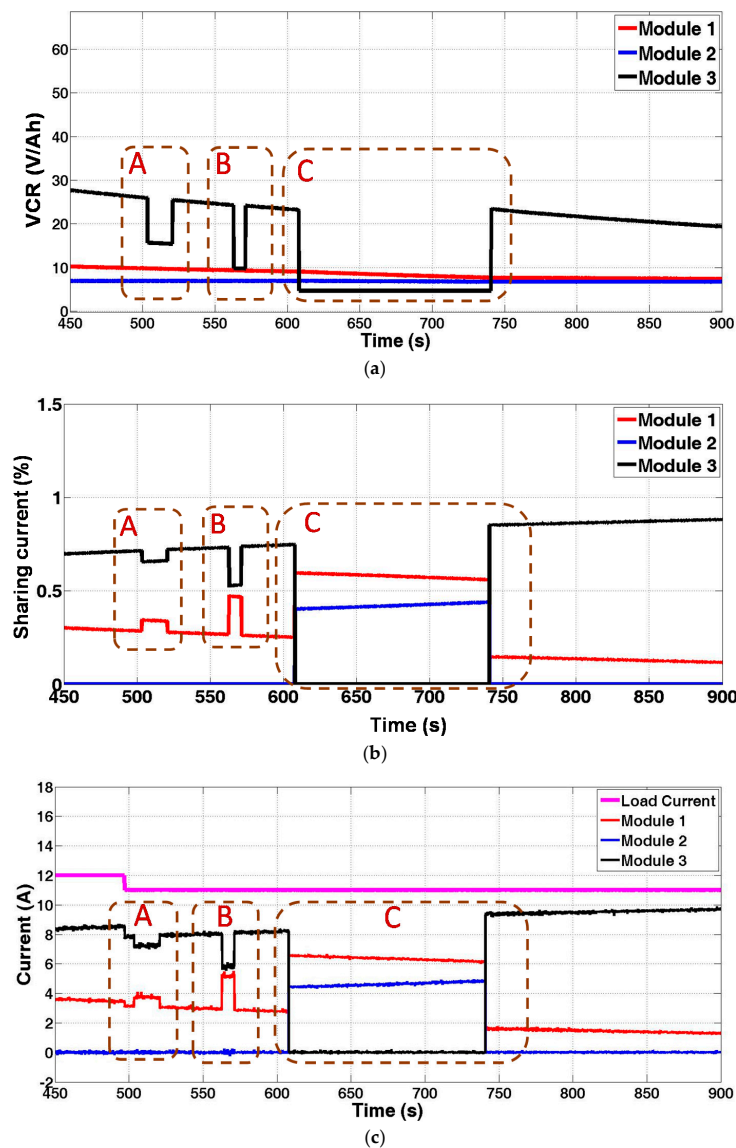 VCR (V/Ah)
60
50
40
30
20
10
0
A
B
C
Module 1
Module 2
Module 3
450 500 550 600 650 700 750 800 850 900
Time (s)
(a)
Sharing current (%)
1.5
1
0.5
0
A
B
C
Module 1
Module 2
Module 3
450 500 550 600 650 700 750 800 850 900
Time (s)
(b)
Current (A)
18
16
14
12
10
8
6
4
2
0
-2
A
B
C
Load Current
Module 1
Module 2
Module 3
450 500 550 600 650 700 750 800 850 900
Time (s)
(c)